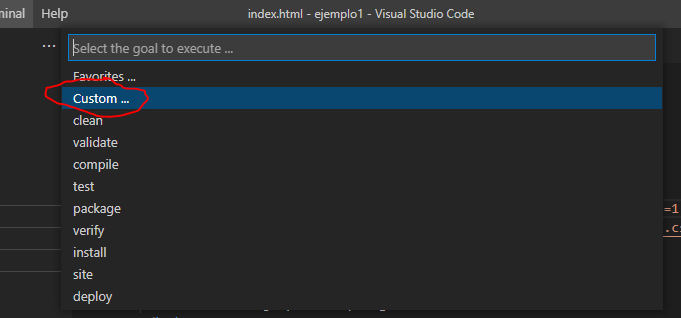 minal Help index.html - ejemplo1 - Visual Studio Code
... Select the goal to execute ...
Favorites ...
Custom ...
clean
validate
compile
test
package
=1
verify
.c
install
site
deploy